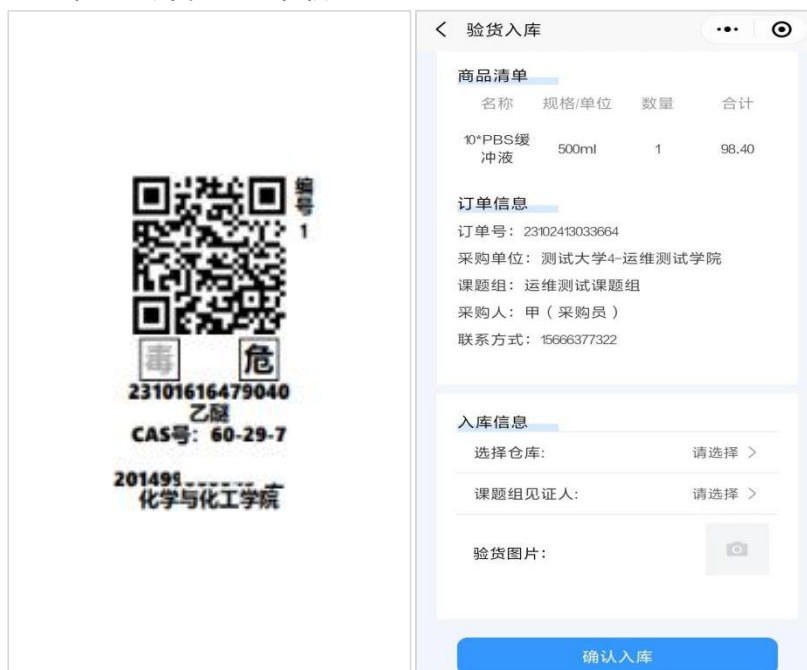 编号 1
毒 危
23101616479040
乙醚
CAS号: 60-29-7
化学与化工学院
验货入库
商品清单
名称 规格/单位 数量 合计
10*PBS缓冲液 500ml 1 98.40
订单信息
订单号: 23102413033664
采购单位: 测试大学4-运维测试学院
课题组: 运维测试课题组
采购人: 甲（采购员）
联系方式: 15666377322
入库信息
选择仓库: 请选择 >
课题组见证人: 请选择 >
验货图片:
确认入库